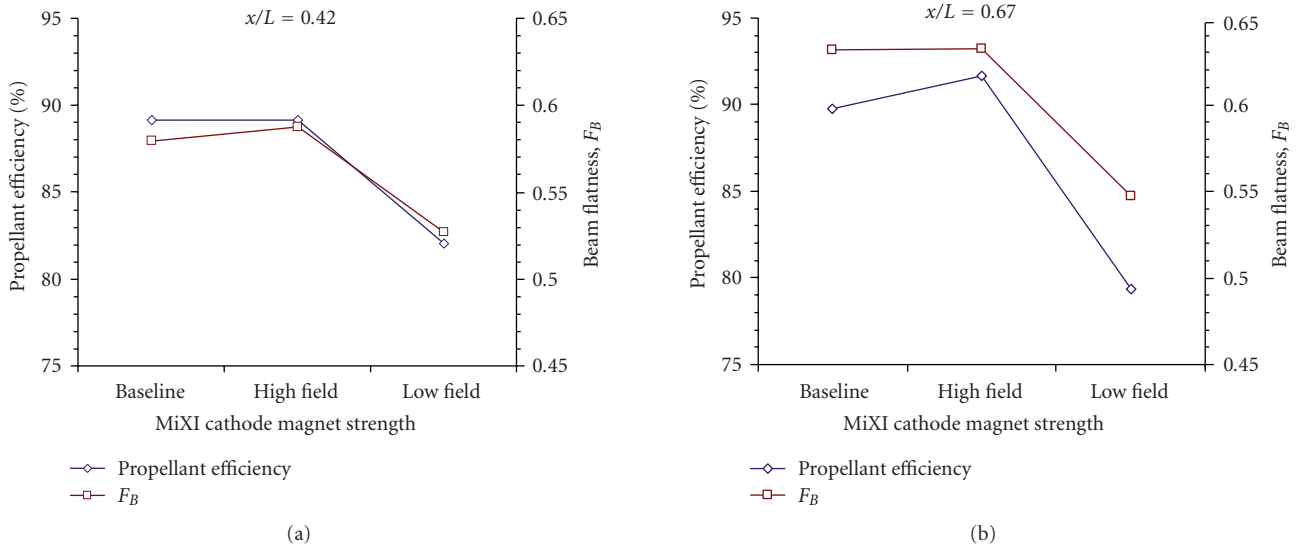 x/L = 0.42
95
90
85
80
75
Propellant efficiency (%)
0.65
0.6
0.55
0.5
0.45
Beam flatness, F_B
Baseline
High field
Low field
MiXI cathode magnet strength
Propellant efficiency
F_B
(a)
x/L = 0.67
95
90
85
80
75
Propellant efficiency (%)
0.65
0.6
0.55
0.5
0.45
Beam flatness, F_B
Baseline
High field
Low field
MiXI cathode magnet strength
Propellant efficiency
F_B
(b)